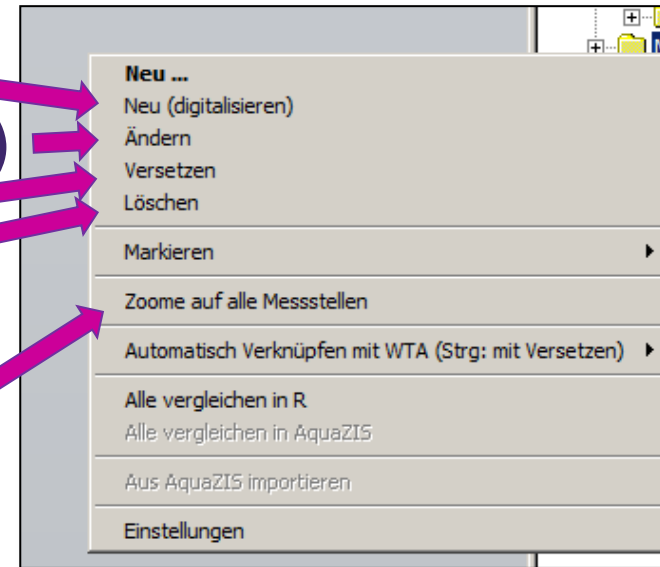 Neu ...
Neu (digitalisieren)
Ändern
Versetzen
Löschen
Markieren
Zoome auf alle Messstellen
Automatisch Verknüpfen mit WTA (Strg: mit Versetzen)
Alle vergleichen in R
Alle vergleichen in AquaZIS
Aus AquaZIS importieren
Einstellungen